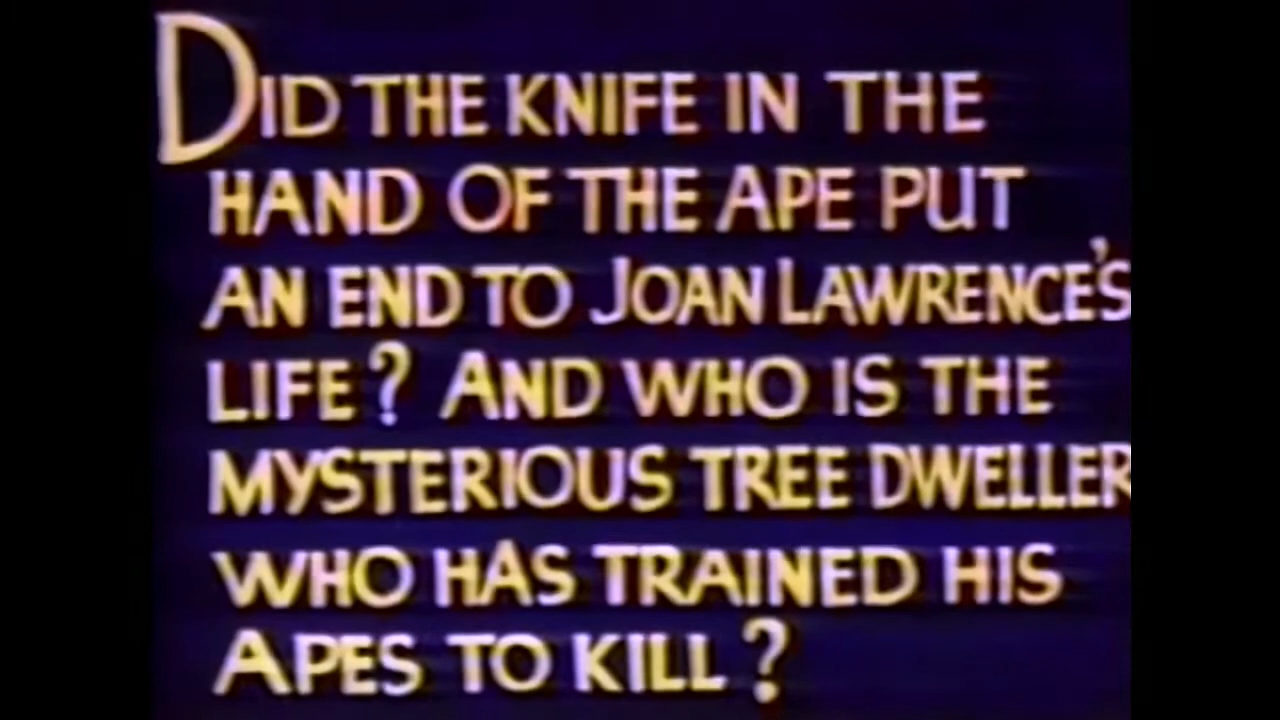 DID THE KNIFE IN THE
HAND OF THE APE PUT
AN END TO JOAN LAWRENCE'S
LIFE? AND WHO IS THE
MYSTERIOUS TREE DWELLER
WHO HAS TRAINED HIS
APES TO KILL?